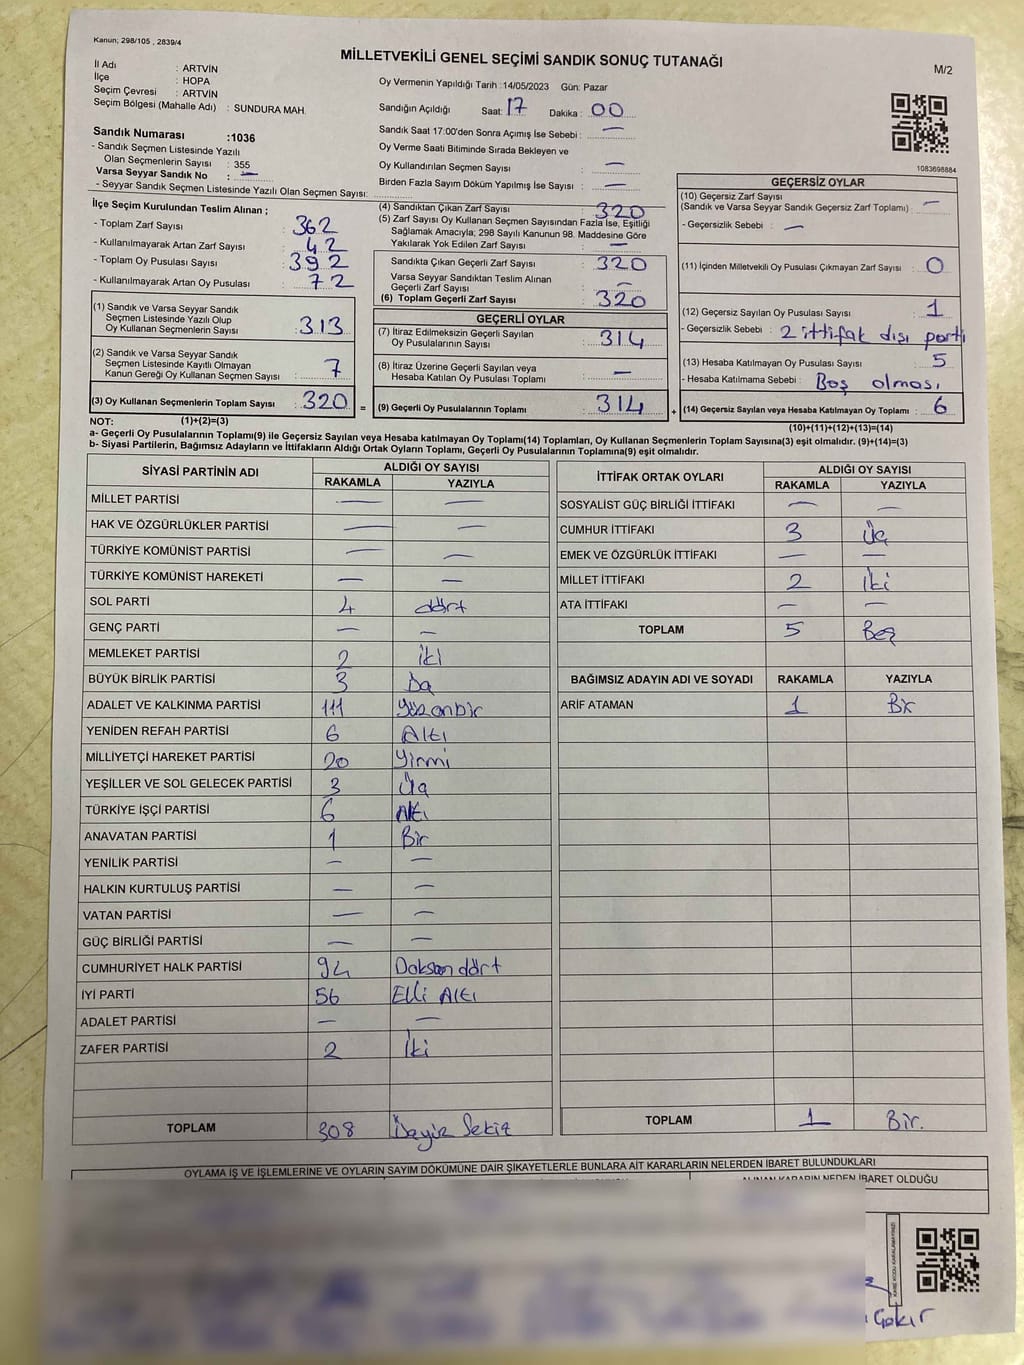 Kanun; 298/105 , 2839/4
MİLLETVEKİLİ GENEL SEÇİMİ SANDIK SONUÇ TUTANAĞI
M/2
İl Adı : ARTVİN
İlçe : HOPA
Seçim Çevresi : ARTVİN
Seçim Bölgesi (Mahalle Adı) : SUNDURA MAH.
Oy Vermenin Yapıldığı Tarih :14/05/2023 Gün: Pazar
Sandığın Açıldığı Saat: 17 Dakika : 00
Sandık Saat 17:00'den Sonra Açımış İse Sebebi : —
Oy Verme Saati Bitiminde Sırada Bekleyen ve
Oy Kullandırılan Seçmen Sayısı : —
Birden Fazla Sayım Döküm Yapılmış İse Sayısı : —
Sandık Numarası :1036
- Sandık Seçmen Listesinde Yazılı
Olan Seçmenlerin Sayısı : 355
Varsa Seyyar Sandık No : —
- Seyyar Sandık Seçmen Listesinde Yazılı Olan Seçmen Sayısı:
1083698884
İlçe Seçim Kurulundan Teslim Alınan ;
- Toplam Zarf Sayısı : 362
- Kullanılmayarak Artan Zarf Sayısı : 42
- Toplam Oy Pusulası Sayısı : 392
- Kullanılmayarak Artan Oy Pusulası : 72
(1) Sandık ve Varsa Seyyar Sandık
Seçmen Listesinde Yazılı Olup
Oy Kullanan Seçmenlerin Sayısı : 313
(2) Sandık ve Varsa Seyyar Sandık
Seçmen Listesinde Kayıtlı Olmayan
Kanun Gereği Oy Kullanan Seçmen Sayısı : 7
(3) Oy Kullanan Seçmenlerin Toplam Sayısı : 320
(4) Sandıktan Çıkan Zarf Sayısı : 320
(5) Zarf Sayısı Oy Kullanan Seçmen Sayısından Fazla İse, Eşitliği
Sağlamak Amacıyla; 298 Sayılı Kanunun 98. Maddesine Göre
Yakılarak Yok Edilen Zarf Sayısı : —
Sandıkta Çıkan Geçerli Zarf Sayısı : 320
Varsa Seyyar Sandıktan Teslim Alınan
Geçerli Zarf Sayısı : —
(6) Toplam Geçerli Zarf Sayısı : 320
GEÇERLİ OYLAR
(7) İtiraz Edilmeksizin Geçerli Sayılan
Oy Pusulalarının Sayısı : 314
(8) İtiraz Üzerine Geçerli Sayılan veya
Hesaba Katılan Oy Pusulası Toplamı : —
= (9) Geçerli Oy Pusulalarının Toplamı : 314
GEÇERSİZ OYLAR
(10) Geçersiz Zarf Sayısı
(Sandık ve Varsa Seyyar Sandık Geçersiz Zarf Toplamı) : —
- Geçersizlik Sebebi : —
(11) İçinden Milletvekili Oy Pusulası Çıkmayan Zarf Sayısı : 0
(12) Geçersiz Sayılan Oy Pusulası Sayısı : 1
- Geçersizlik Sebebi : 2 ittifak dışı parti
(13) Hesaba Katılmayan Oy Pusulası Sayısı : 5
- Hesaba Katılmama Sebebi : Boş olması
+ (14) Geçersiz Sayılan veya Hesaba Katılmayan Oy Toplamı : 6
NOT: (1)+(2)=(3)
(10)+(11)+(12)+(13)=(14)
a- Geçerli Oy Pusulalarının Toplamı(9) ile Geçersiz Sayılan veya Hesaba katılmayan Oy Toplamı(14) Toplamları, Oy Kullanan Seçmenlerin Toplam Sayısına(3) eşit olmalıdır. (9)+(14)=(3)
b- Siyasi Partilerin, Bağımsız Adayların ve İttifakların Aldığı Ortak Oyların Toplamı, Geçerli Oy Pusulalarının Toplamına(9) eşit olmalıdır.
SİYASİ PARTİNİN ADI ALDIĞI OY SAYISI
RAKAMLA YAZIYLA
MİLLET PARTİSİ — —
HAK VE ÖZGÜRLÜKLER PARTİSİ — —
TÜRKİYE KOMÜNİST PARTİSİ — —
TÜRKİYE KOMÜNİST HAREKETİ — —
SOL PARTİ 4 dört
GENÇ PARTİ — —
MEMLEKET PARTİSİ 2 İki
BÜYÜK BİRLİK PARTİSİ 3
ADALET VE KALKINMA PARTİSİ 111 Yüzonbir
YENİDEN REFAH PARTİSİ 6 Altı
MİLLİYETÇİ HAREKET PARTİSİ 20 Yirmi
YEŞİLLER VE SOL GELECEK PARTİSİ 3 Üç
TÜRKİYE İŞÇİ PARTİSİ 6 Altı
ANAVATAN PARTİSİ 1 Bir
YENİLİK PARTİSİ — —
HALKIN KURTULUŞ PARTİSİ — —
VATAN PARTİSİ — —
GÜÇ BİRLİĞİ PARTİSİ — —
CUMHURİYET HALK PARTİSİ 94 Doksan dört
İYİ PARTİ 56 Elli Altı
ADALET PARTİSİ — —
ZAFER PARTİSİ 2 İki
TOPLAM 308 Üçyüz Sekiz
İTTİFAK ORTAK OYLARI ALDIĞI OY SAYISI
RAKAMLA YAZIYLA
SOSYALİST GÜÇ BİRLİĞİ İTTİFAKI — —
CUMHUR İTTİFAKI 3 Üç
EMEK VE ÖZGÜRLÜK İTTİFAKI — —
MİLLET İTTİFAKI 2 İki
ATA İTTİFAKI — —
TOPLAM 5 Beş
BAĞIMSIZ ADAYIN ADI VE SOYADI RAKAMLA YAZIYLA
ARİF ATAMAN 1 Bir
TOPLAM 1 Bir.
OYLAMA İŞ VE İŞLEMLERİNE VE OYLARIN SAYIM DÖKÜMÜNE DAİR ŞİKAYETLERLE BUNLARA AİT KARARLARIN NELERDEN İBARET BULUNDUKLARI
ALINAN KARARIN NEDEN İBARET OLDUĞU
KARE KODU KARALAMAYINIZ